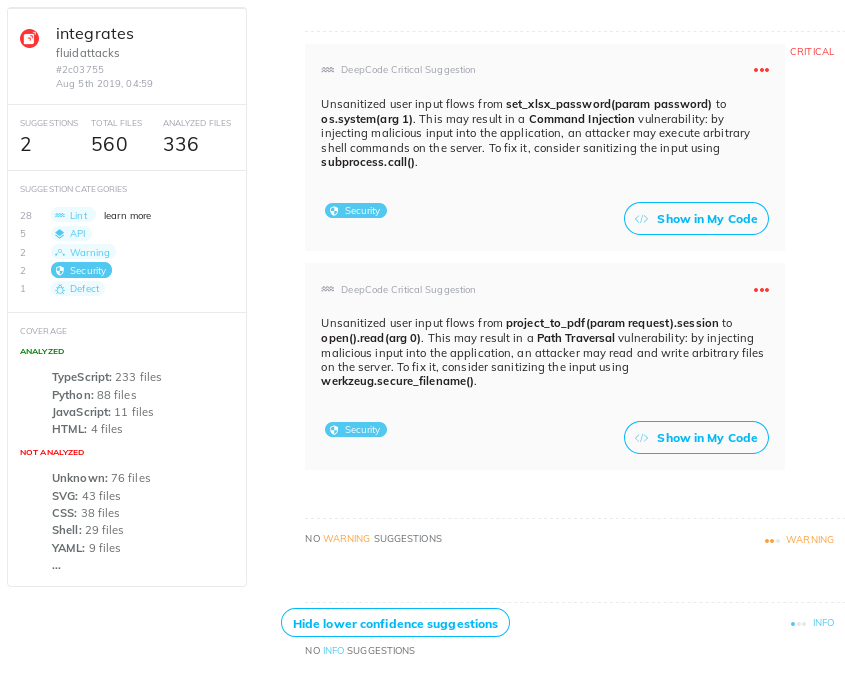 integrates
fluidattacks
#2c03755
Aug 5th 2019, 04:59
SUGGESTIONS TOTAL FILES ANALYZED FILES
2 560 336
SUGGESTION CATEGORIES
28 Lint learn more
5 API
2 Warning
2 Security
1 Defect
COVERAGE
ANALYZED
TypeScript: 233 files
Python: 88 files
JavaScript: 11 files
HTML: 4 files
NOT ANALYZED
Unknown: 76 files
SVG: 43 files
CSS: 38 files
Shell: 29 files
YAML: 9 files
...
CRITICAL
DeepCode Critical Suggestion
Unsanitized user input flows from set_xlsx_password(param password) to
os.system(arg 1). This may result in a Command Injection vulnerability: by
injecting malicious input into the application, an attacker may execute arbitrary
shell commands on the server. To fix it, consider sanitizing the input using
subprocess.call().
Security
</> Show in My Code
DeepCode Critical Suggestion
Unsanitized user input flows from project_to_pdf(param request).session to
open().read(arg 0). This may result in a Path Traversal vulnerability: by injecting
malicious input into the application, an attacker may read and write arbitrary files
on the server. To fix it, consider sanitizing the input using
werkzeug.secure_filename().
Security
</> Show in My Code
NO WARNING SUGGESTIONS
WARNING
Hide lower confidence suggestions
INFO
NO INFO SUGGESTIONS